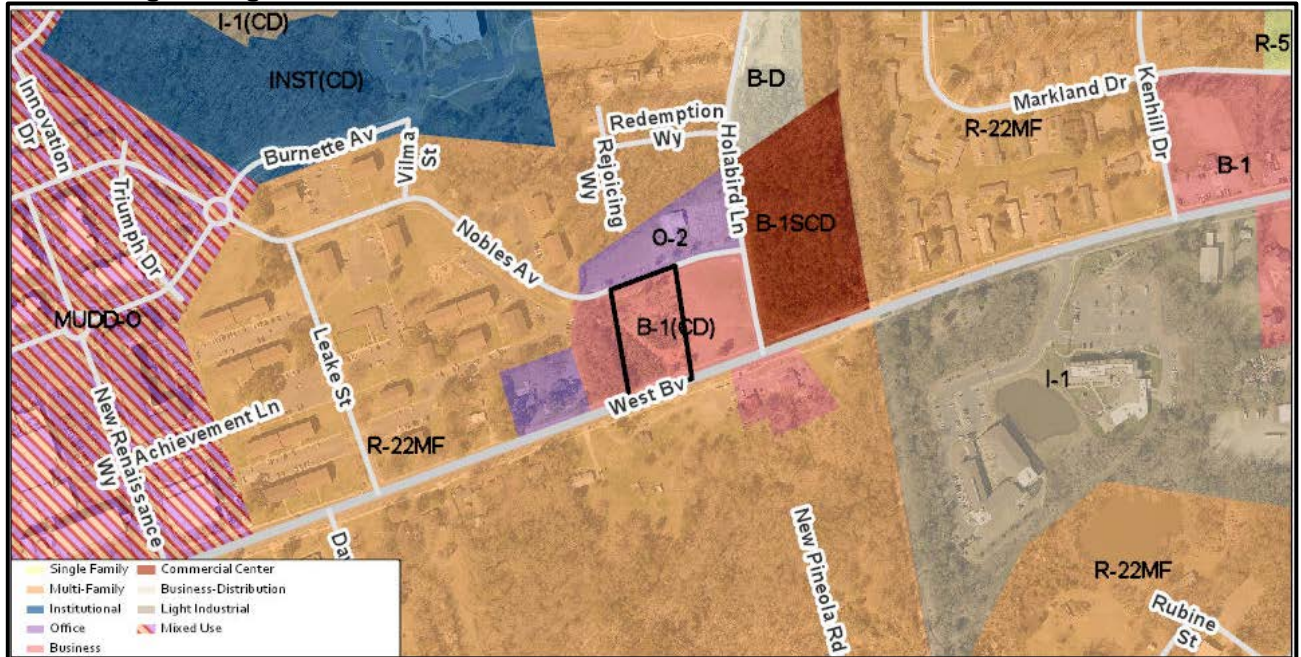 I-1(CD)
R-5
INST(CD)
B-D
Innovation
Dr
Redemption
Wy
Markland Dr
R-22MF
Kenhill Dr
Burnette Av
Vilma
St
Rejoicing
Wy
Holabird Ln
B-1
Triumph Dr
Nobles Av
O-2
B-1SCD
MUDD-O
B-1(CD)
Leake St
West Bv
I-1
New Renaissance
Wy
Achievement Ln
R-22MF
New Pineola Rd
R-22MF
Rubine
St
Single Family
Commercial Center
Multi-Family
Business-Distribution
Institutional
Light Industrial
Office
Mixed Use
Business